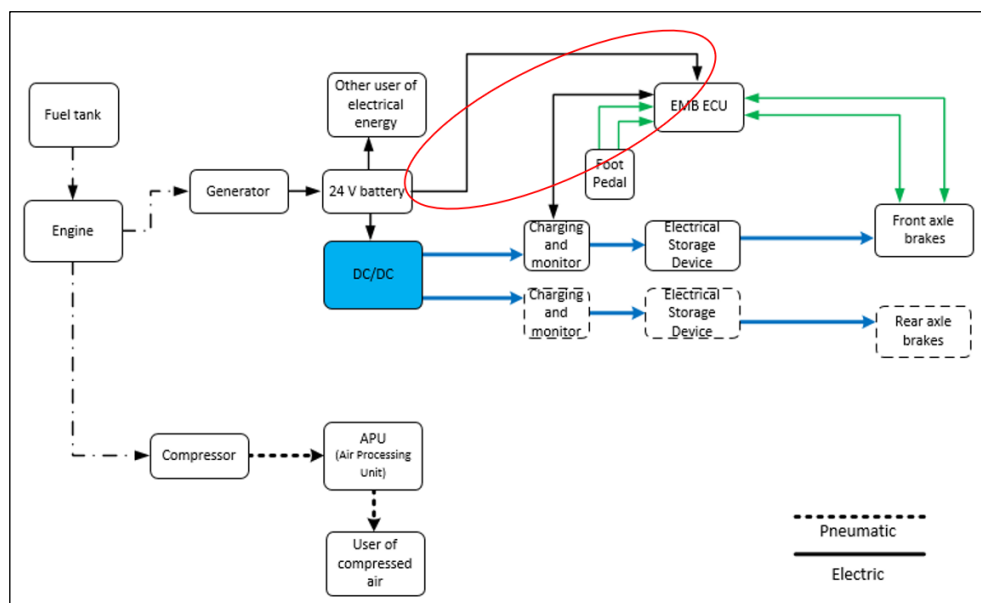 Fuel tank
Other user of
electrical
energy
EMB ECU
Generator
24 V battery
Foot
Pedal
Engine
DC/DC
Charging
and
monitor
Electrical
Storage
Device
Front axle
brakes
Charging
and
monitor
Electrical
Storage
Device
Rear axle
brakes
Compressor
APU
(Air Processing
Unit)
User of
compressed
air
Pneumatic
Electric